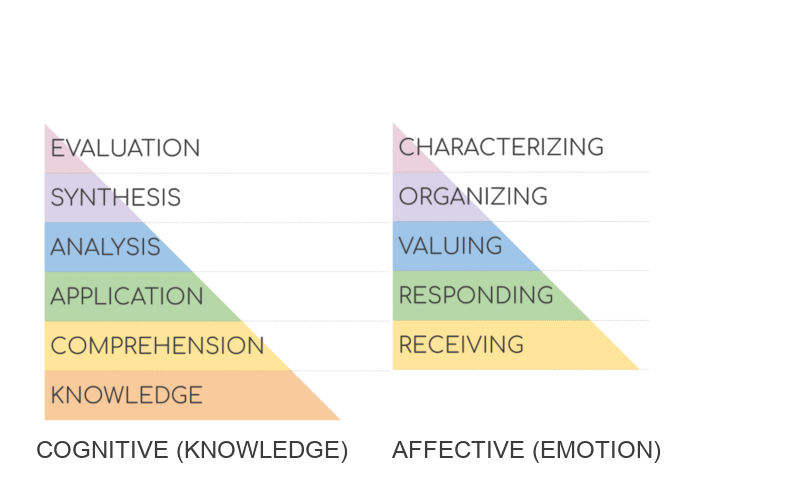 EVALUATION
SYNTHESIS
ANALYSIS
APPLICATION
COMPREHENSION
KNOWLEDGE
COGNITIVE (KNOWLEDGE)
CHARACTERIZING
ORGANIZING
VALUING
RESPONDING
RECEIVING
AFFECTIVE (EMOTION)